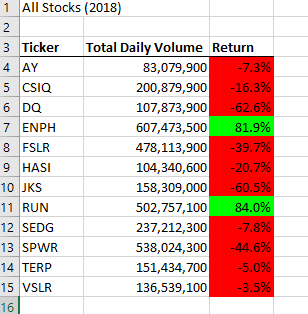 1 All Stocks (2018)
2
3 Ticker Total Daily Volume Return
4 AY 83,079,900 -7.3%
5 CSIQ 200,879,900 -16.3%
6 DQ 107,873,900 -62.6%
7 ENPH 607,473,500 81.9%
8 FSLR 478,113,900 -39.7%
9 HASI 104,340,600 -20.7%
10 JKS 158,309,000 -60.5%
11 RUN 502,757,100 84.0%
12 SEDG 237,212,300 -7.8%
13 SPWR 538,024,300 -44.6%
14 TERP 151,434,700 -5.0%
15 VSLR 136,539,100 -3.5%
16